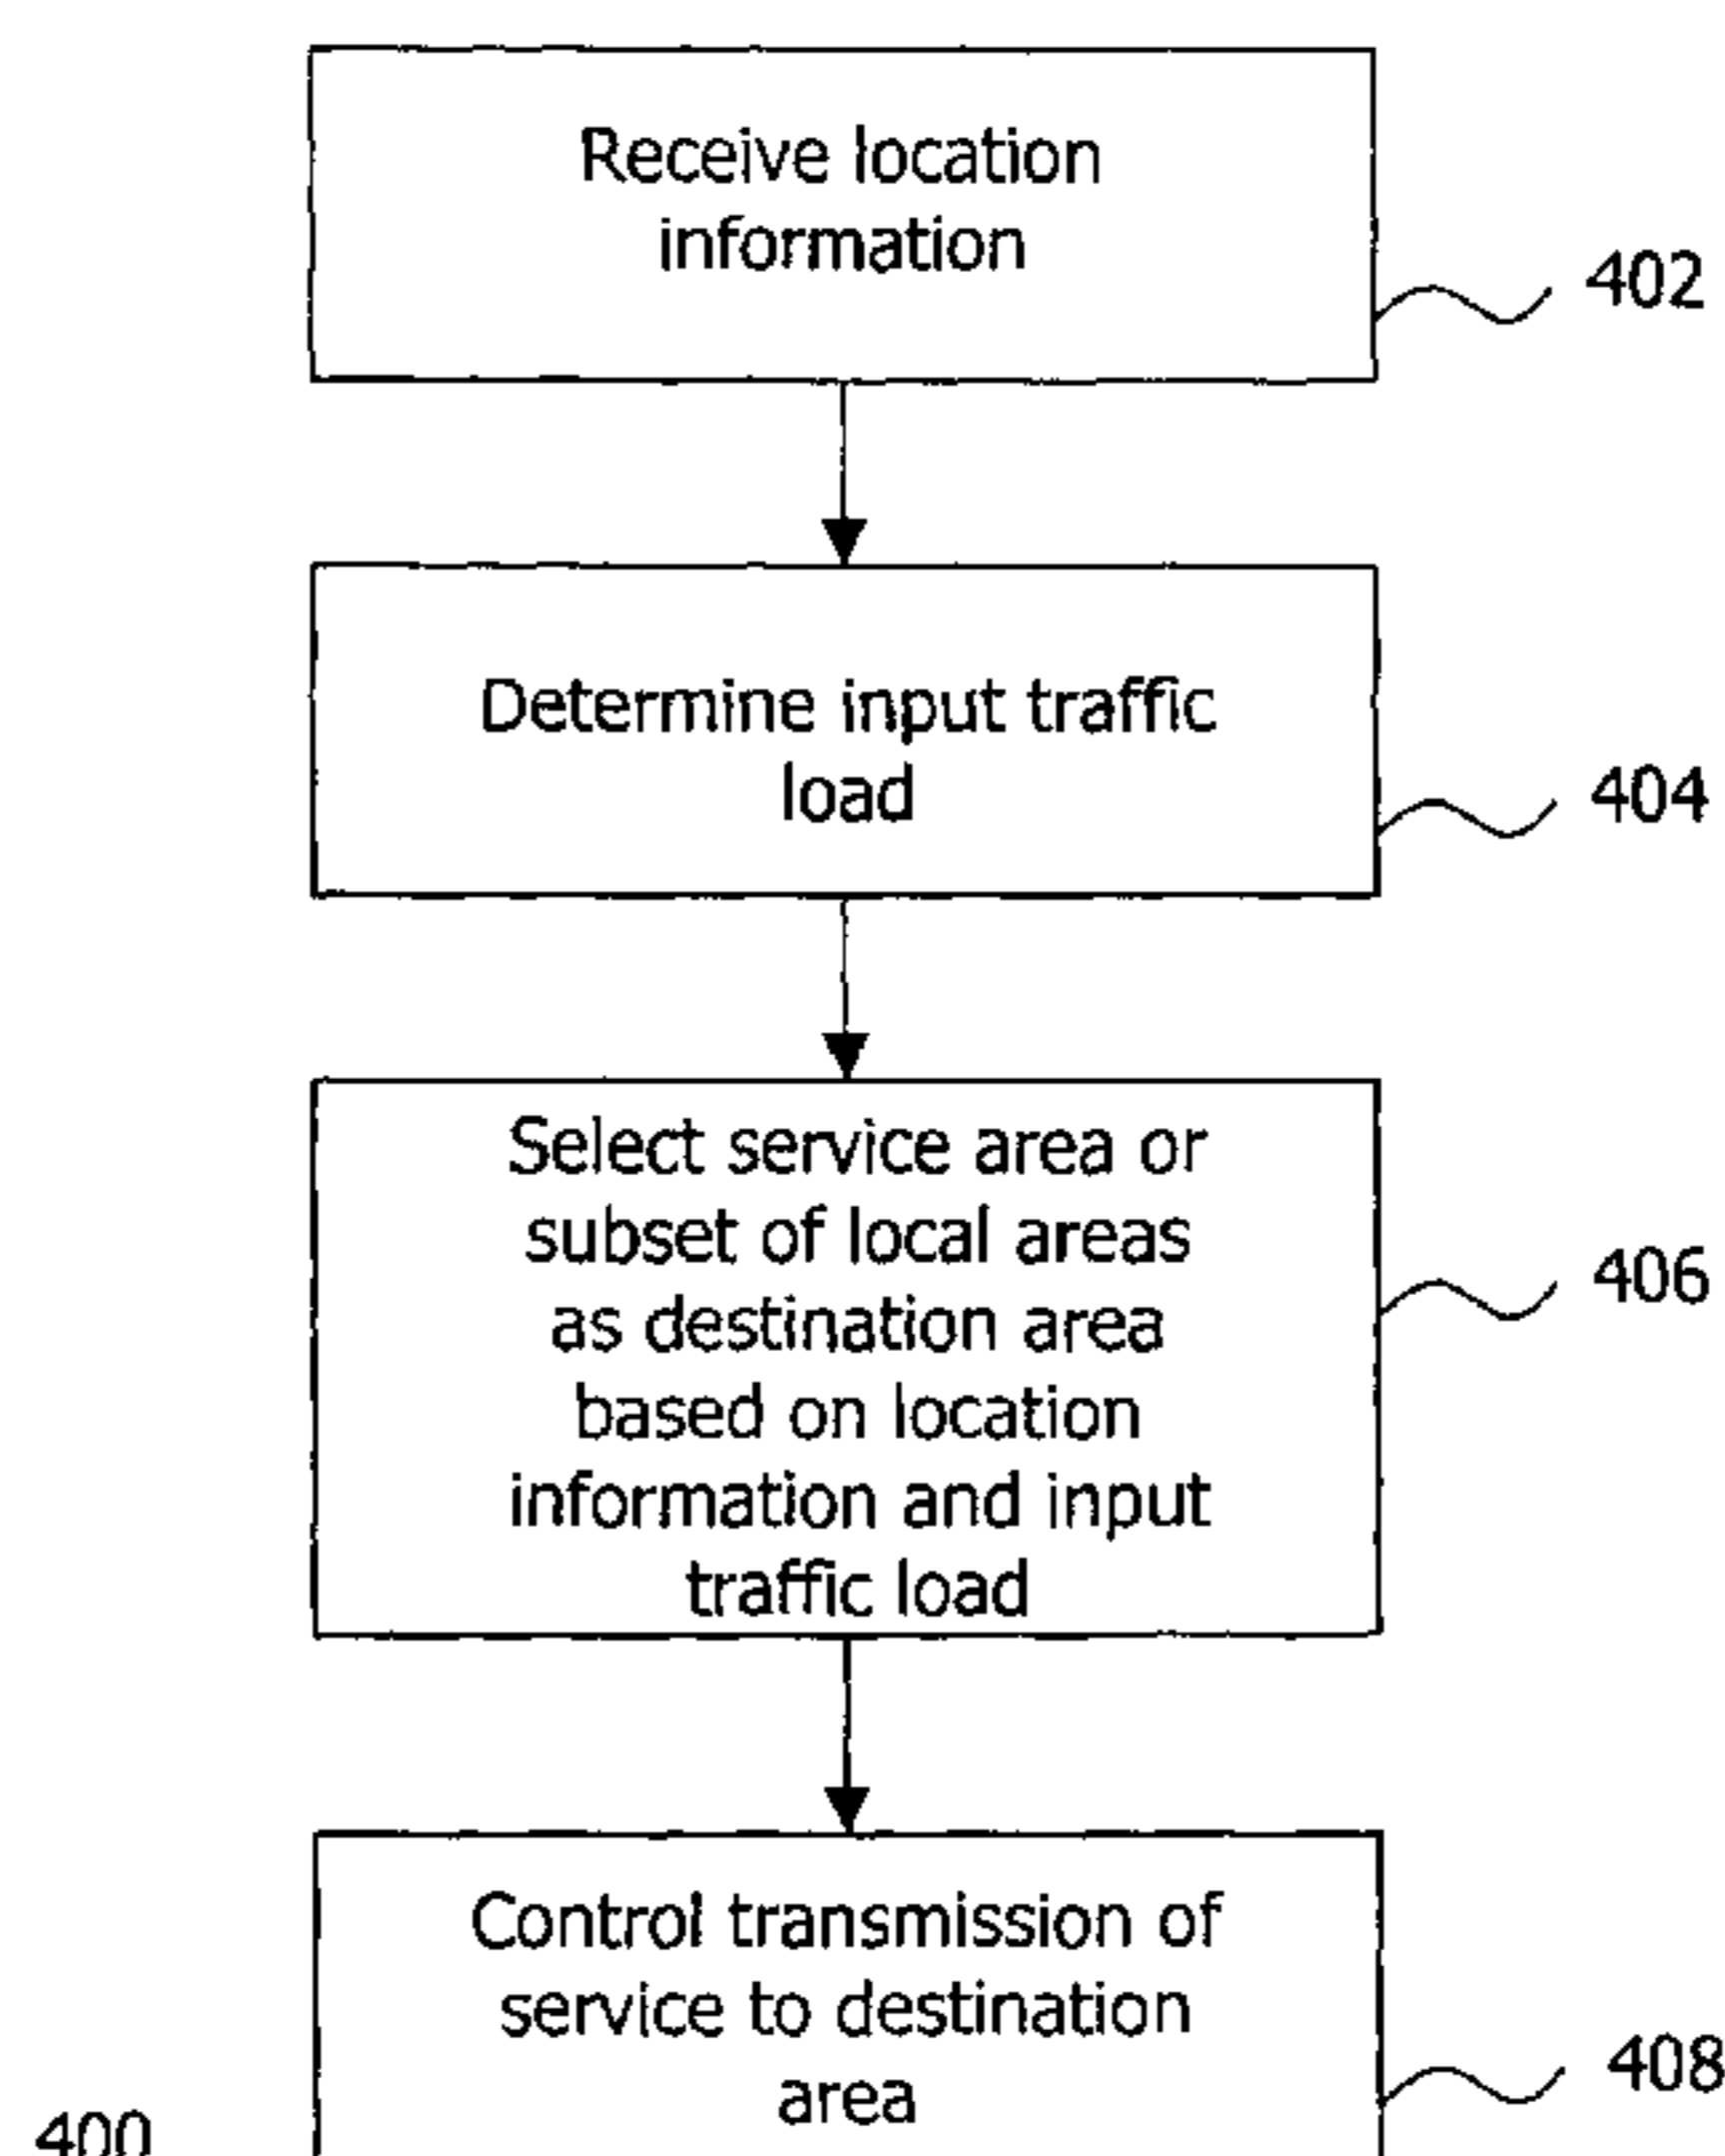 Receive location
information
402
Determine input traffic
load
404
Select service area or
subset of local areas
as destination area
based on location
information and input
traffic load
406
Control transmission of
service to destination
area
408
400